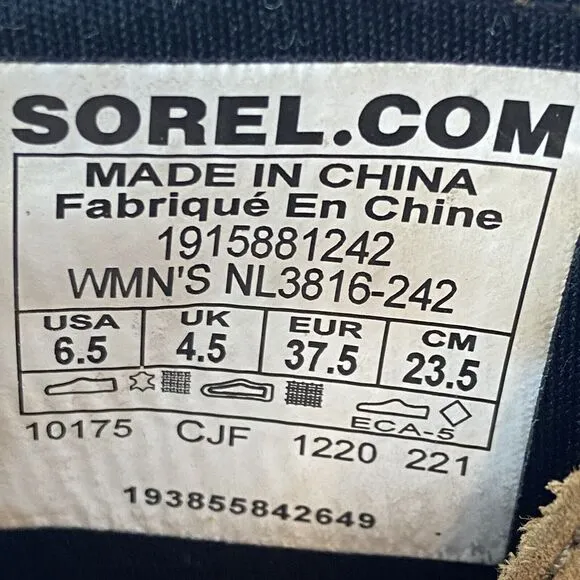 SOREL.COM
MADE IN CHINA
Fabriqué En Chine
1915881242
WMN'S NL3816-242
USA UK EUR CM
6.5 4.5 37.5 23.5
ECA-5
10175 CJF 1220 221
193855842649